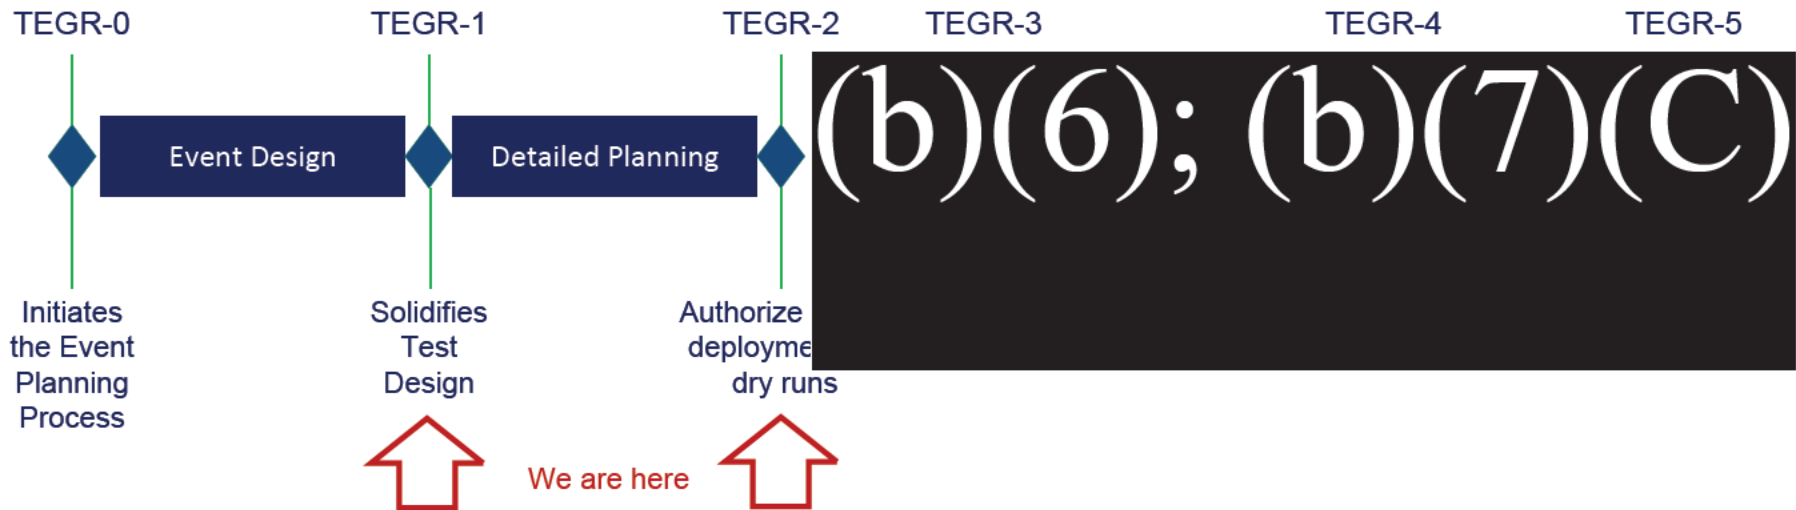 TEGR-0 TEGR-1 TEGR-2 TEGR-3 TEGR-4 TEGR-5
(b)(6); (b)(7)(C)
Event Design
Detailed Planning
Initiates
the Event
Planning
Process
Solidifies
Test
Design
Authorize
dry runs
We are here